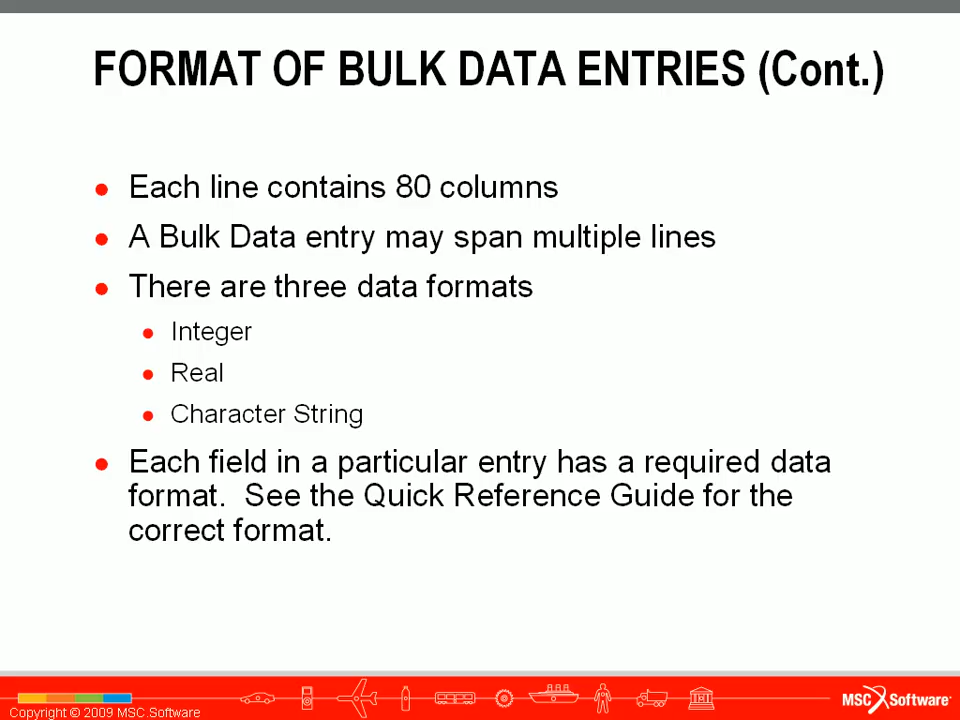 FORMAT OF BULK DATA ENTRIES (Cont.)
Each line contains 80 columns
A Bulk Data entry may span multiple lines
There are three data formats
Integer
Real
Character String
Each field in a particular entry has a required data
format.  See the Quick Reference Guide for the
correct format.
MSC Software
Copyright © 2009 MSC.Software